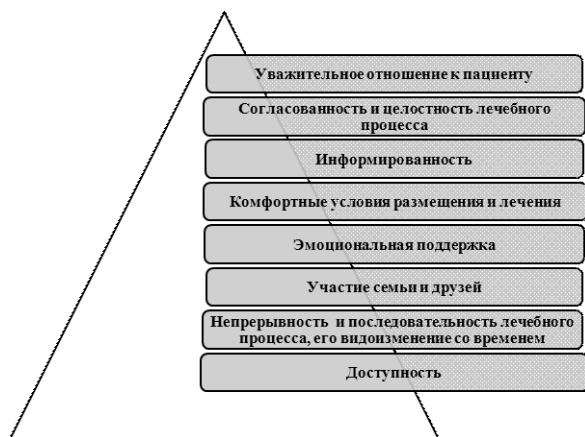 Уважительное отношение к пациенту
Согласованность и целостность лечебного
процесса
Информированность
Комфортные условия размещения и лечения
Эмоциональная поддержка
Участие семьи и друзей
Непрерывность и последовательность лечебного
процесса, его видоизменение со временем
Доступность